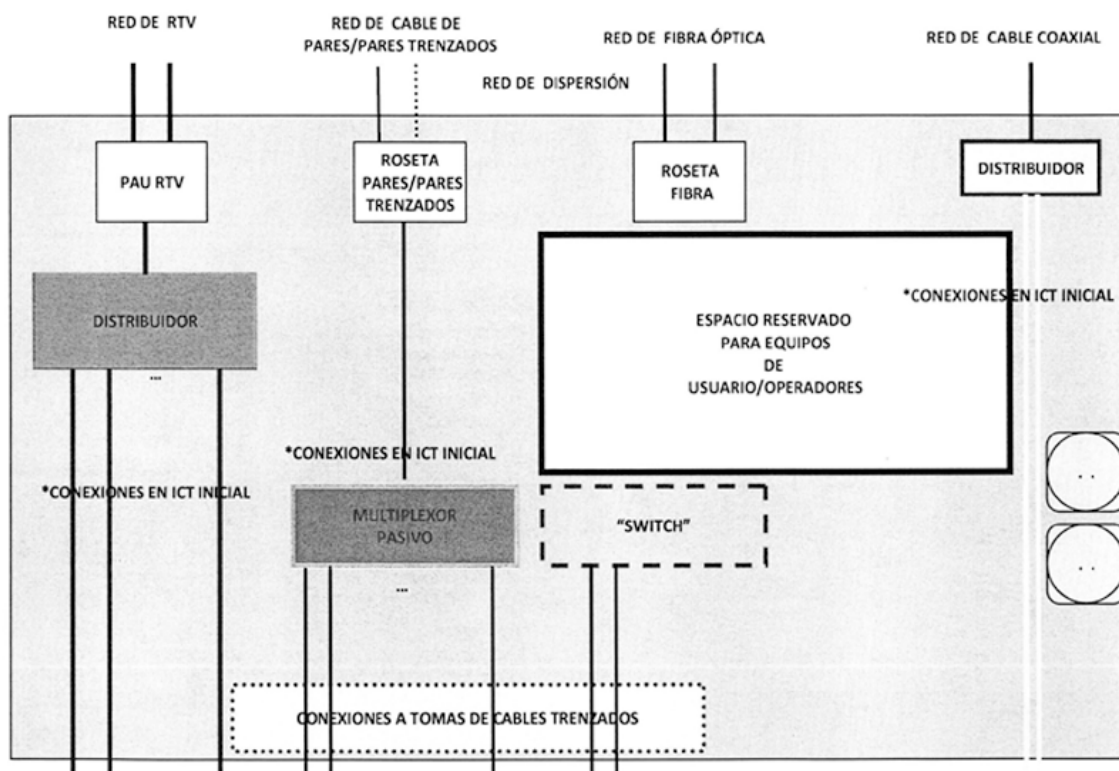 RED DE RTV
RED DE CABLE DE
PARES/PARES TRENZADOS
RED DE FIBRA ÓPTICA
RED DE CABLE COAXIAL
RED DE DISPERSIÓN
PAU RTV
ROSETA
PARES/PARES
TRENZADOS
ROSETA
FIBRA
DISTRIBUIDOR
DISTRIBUIDOR
...
ESPACIO RESERVADO
PARA EQUIPOS
DE
USUARIO/OPERADORES
*CONEXIONES EN ICT INICIAL
*CONEXIONES EN ICT INICIAL
*CONEXIONES EN ICT INICIAL
MULTIPLEXOR
PASIVO
...
"SWITCH"
CONEXIONES A TOMAS DE CABLES TRENZADOS